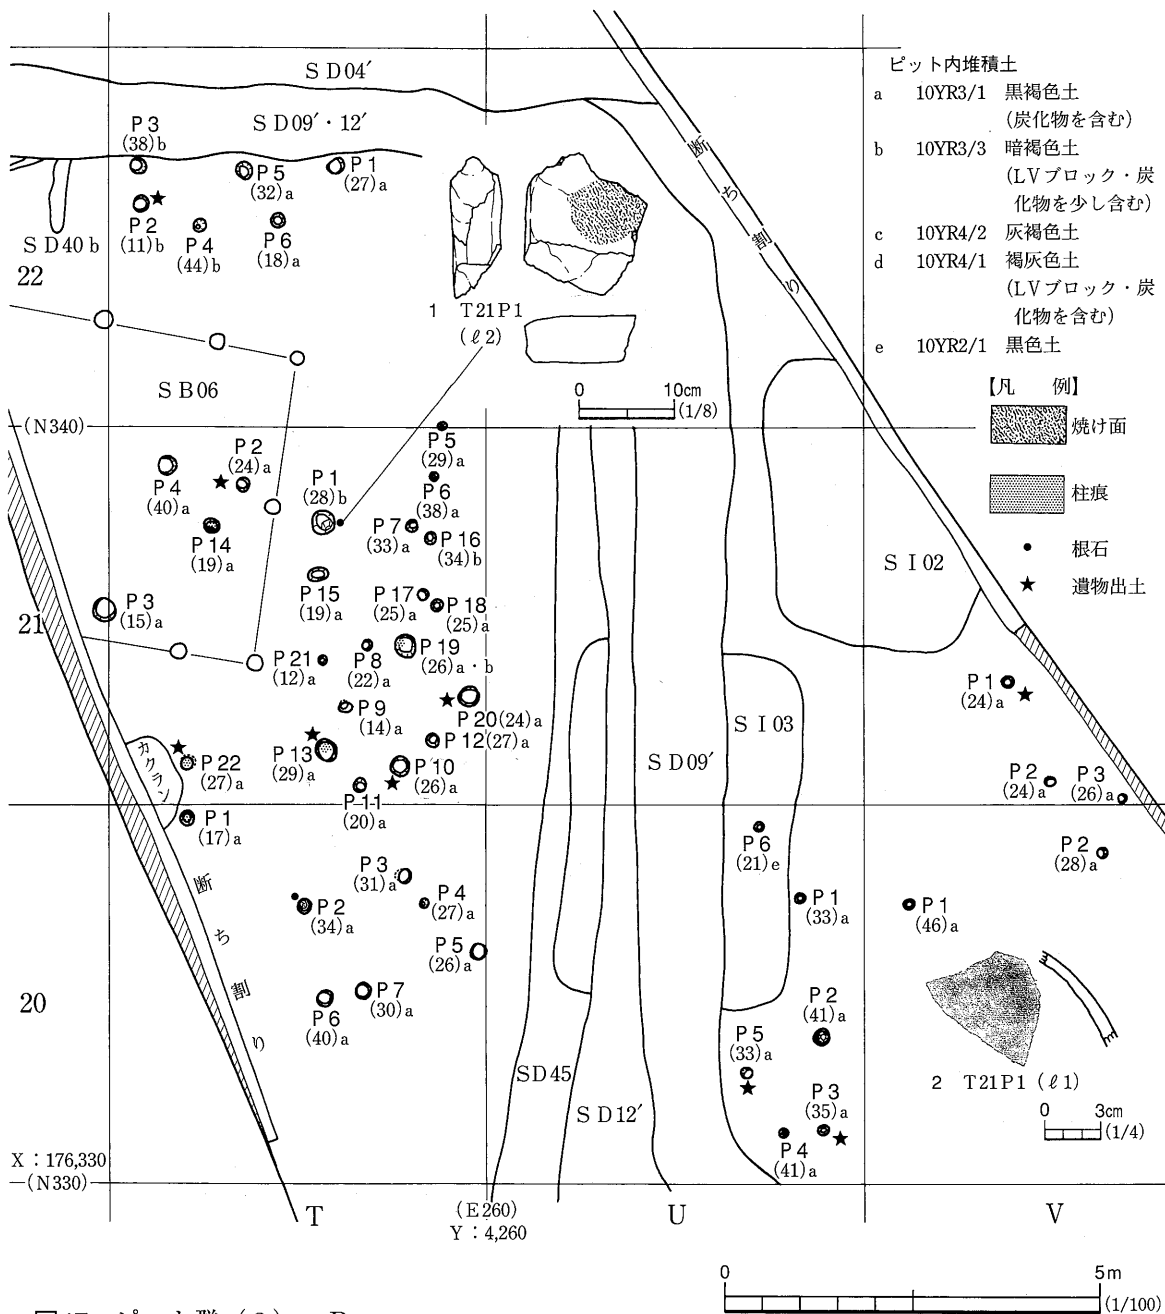 SD04′
SD09′・12′
P3
(38)b
P5
(32)a
P1
(27)a
P2
(11)b
P4
(44)b
P6
(18)a
SD40b
22
1 T21P1
(ℓ2)
0 10cm
(1/8)
断ち割り
ピット内堆積土
a 10YR3/1 黒褐色土
(炭化物を含む)
b 10YR3/3 暗褐色土
(LVブロック・炭
化物を少し含む)
c 10YR4/2 灰褐色土
d 10YR4/1 褐灰色土
(LVブロック・炭
化物を含む)
e 10YR2/1 黒色土
【凡 例】
焼け面
柱痕
● 根石
★ 遺物出土
SB06
(N340)
P4
(40)a
P2
(24)a
P14
(19)a
P1
(28)b
P5
(29)a
P6
(38)a
P7
(33)a
P16
(34)b
P15
(19)a
P17
(25)a
P18
(25)a
P3
(15)a
21
P21
(12)a
P8
(22)a
P19
(26)a・b
P9
(14)a
P20(24)a
P12(27)a
P13
(29)a
P10
(26)a
P11
(20)a
P22
(27)a
カクラン
SI02
SI03
SD09′
P1
(24)a
P2
(24)a
P3
(26)a
P1
(17)a
P3
(31)a
P2
(34)a
P4
(27)a
P5
(26)a
P7
(30)a
P6
(40)a
20
断ち割り
P6
(21)e
P1
(33)a
P1
(46)a
P2
(28)a
P2
(41)a
P5
(33)a
P3
(35)a
P4
(41)a
SD45
SD12′
2 T21P1 (ℓ1)
0 3cm
(1/4)
X：176,330
(N330)
T
(E260)
Y：4,260
U
V
0 5m
(1/100)